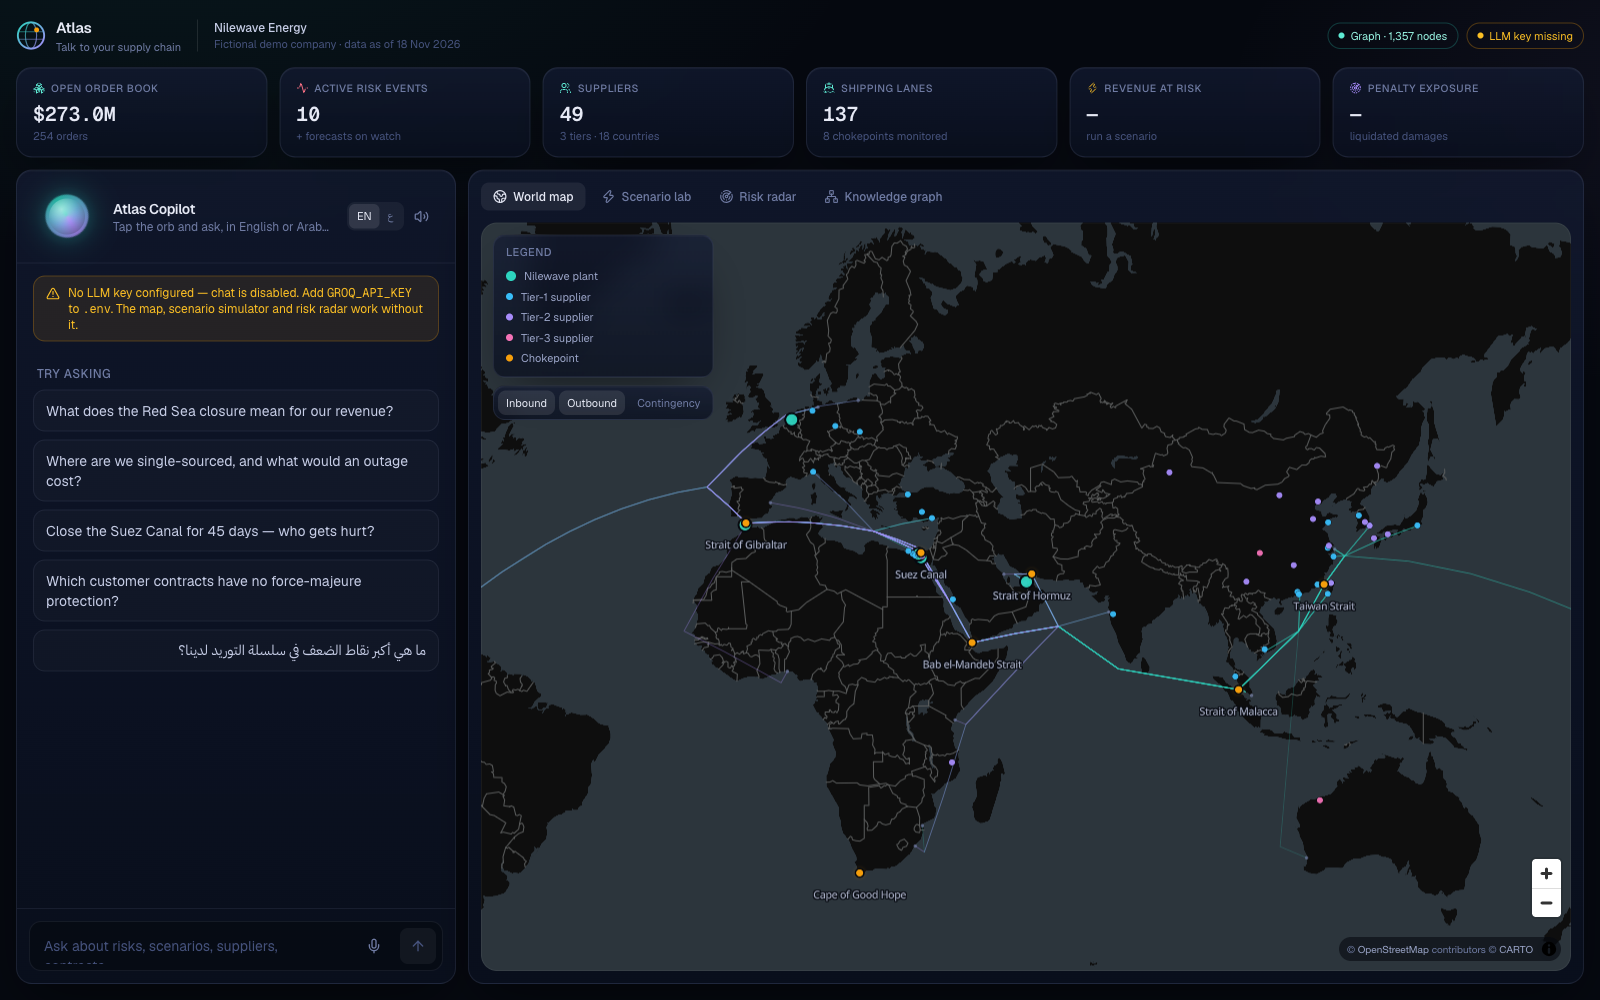 Atlas
Talk to your supply chain
Nilewave Energy
Fictional demo company · data as of 18 Nov 2026
Graph · 1,357 nodes
LLM key missing
OPEN ORDER BOOK
$273.0M
254 orders
ACTIVE RISK EVENTS
10
+ forecasts on watch
SUPPLIERS
49
3 tiers · 18 countries
SHIPPING LANES
137
8 chokepoints monitored
REVENUE AT RISK
–
run a scenario
PENALTY EXPOSURE
–
liquidated damages
Atlas Copilot
Tap the orb and ask, in English or Arab...
EN
ع
No LLM key configured — chat is disabled. Add GROQ_API_KEY
to .env. The map, scenario simulator and risk radar work without
it.
TRY ASKING
What does the Red Sea closure mean for our revenue?
Where are we single-sourced, and what would an outage
cost?
Close the Suez Canal for 45 days — who gets hurt?
Which customer contracts have no force-majeure
protection?
ما هي أكبر نقاط الضعف في سلسلة التوريد لدينا؟
Ask about risks, scenarios, suppliers,
World map
Scenario lab
Risk radar
Knowledge graph
LEGEND
Nilewave plant
Tier-1 supplier
Tier-2 supplier
Tier-3 supplier
Chokepoint
Inbound
Outbound
Contingency
Strait of Gibraltar
Suez Canal
Strait of Hormuz
Taiwan Strait
Bab el-Mandeb Strait
Strait of Malacca
Cape of Good Hope
+
−
© OpenStreetMap contributors © CARTO